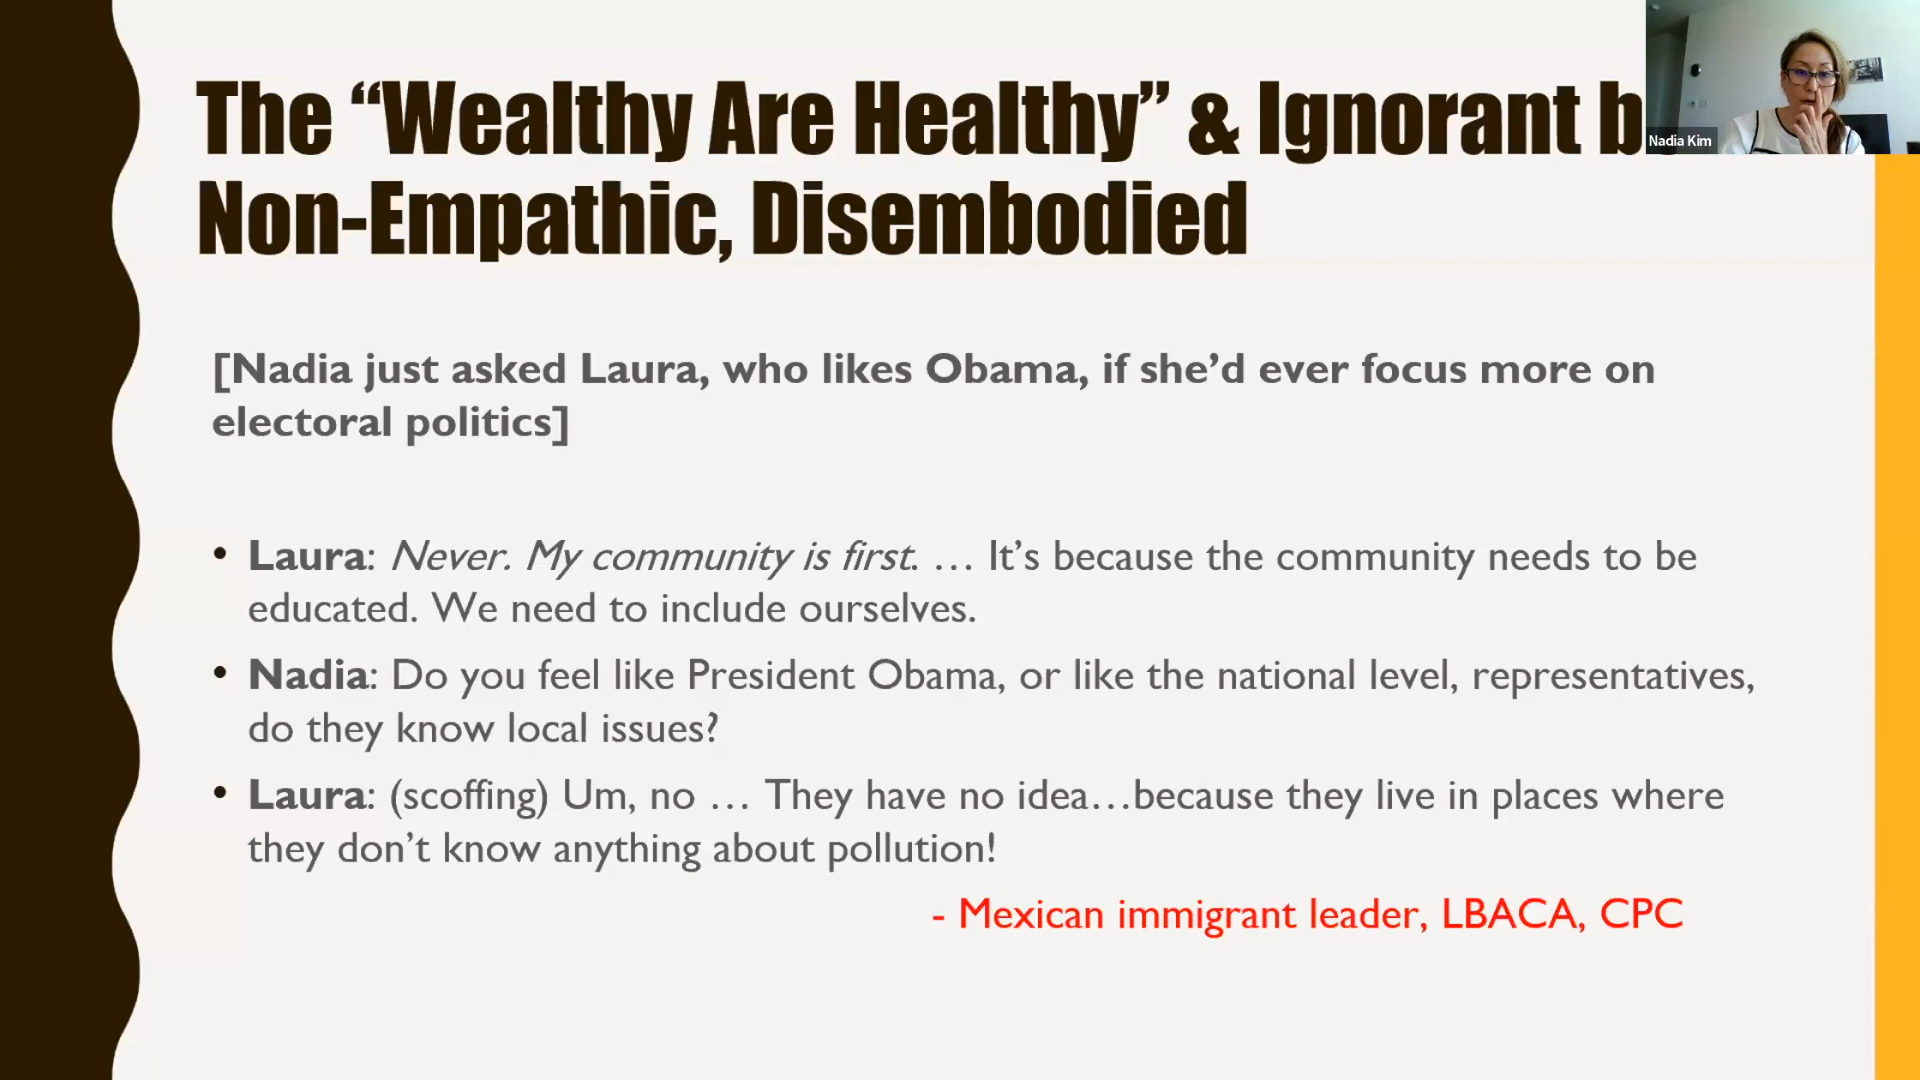 The “Wealthy Are Healthy” & Ignorant
Non-Empathic, Disembodied
Nadia Kim
[Nadia just asked Laura, who likes Obama, if she’d ever focus more on
electoral politics]
• Laura: Never. My community is first. … It’s because the community needs to be
educated. We need to include ourselves.
• Nadia: Do you feel like President Obama, or like the national level, representatives,
do they know local issues?
• Laura: (scoffing) Um, no … They have no idea…because they live in places where
they don’t know anything about pollution!
- Mexican immigrant leader, LBACA, CPC